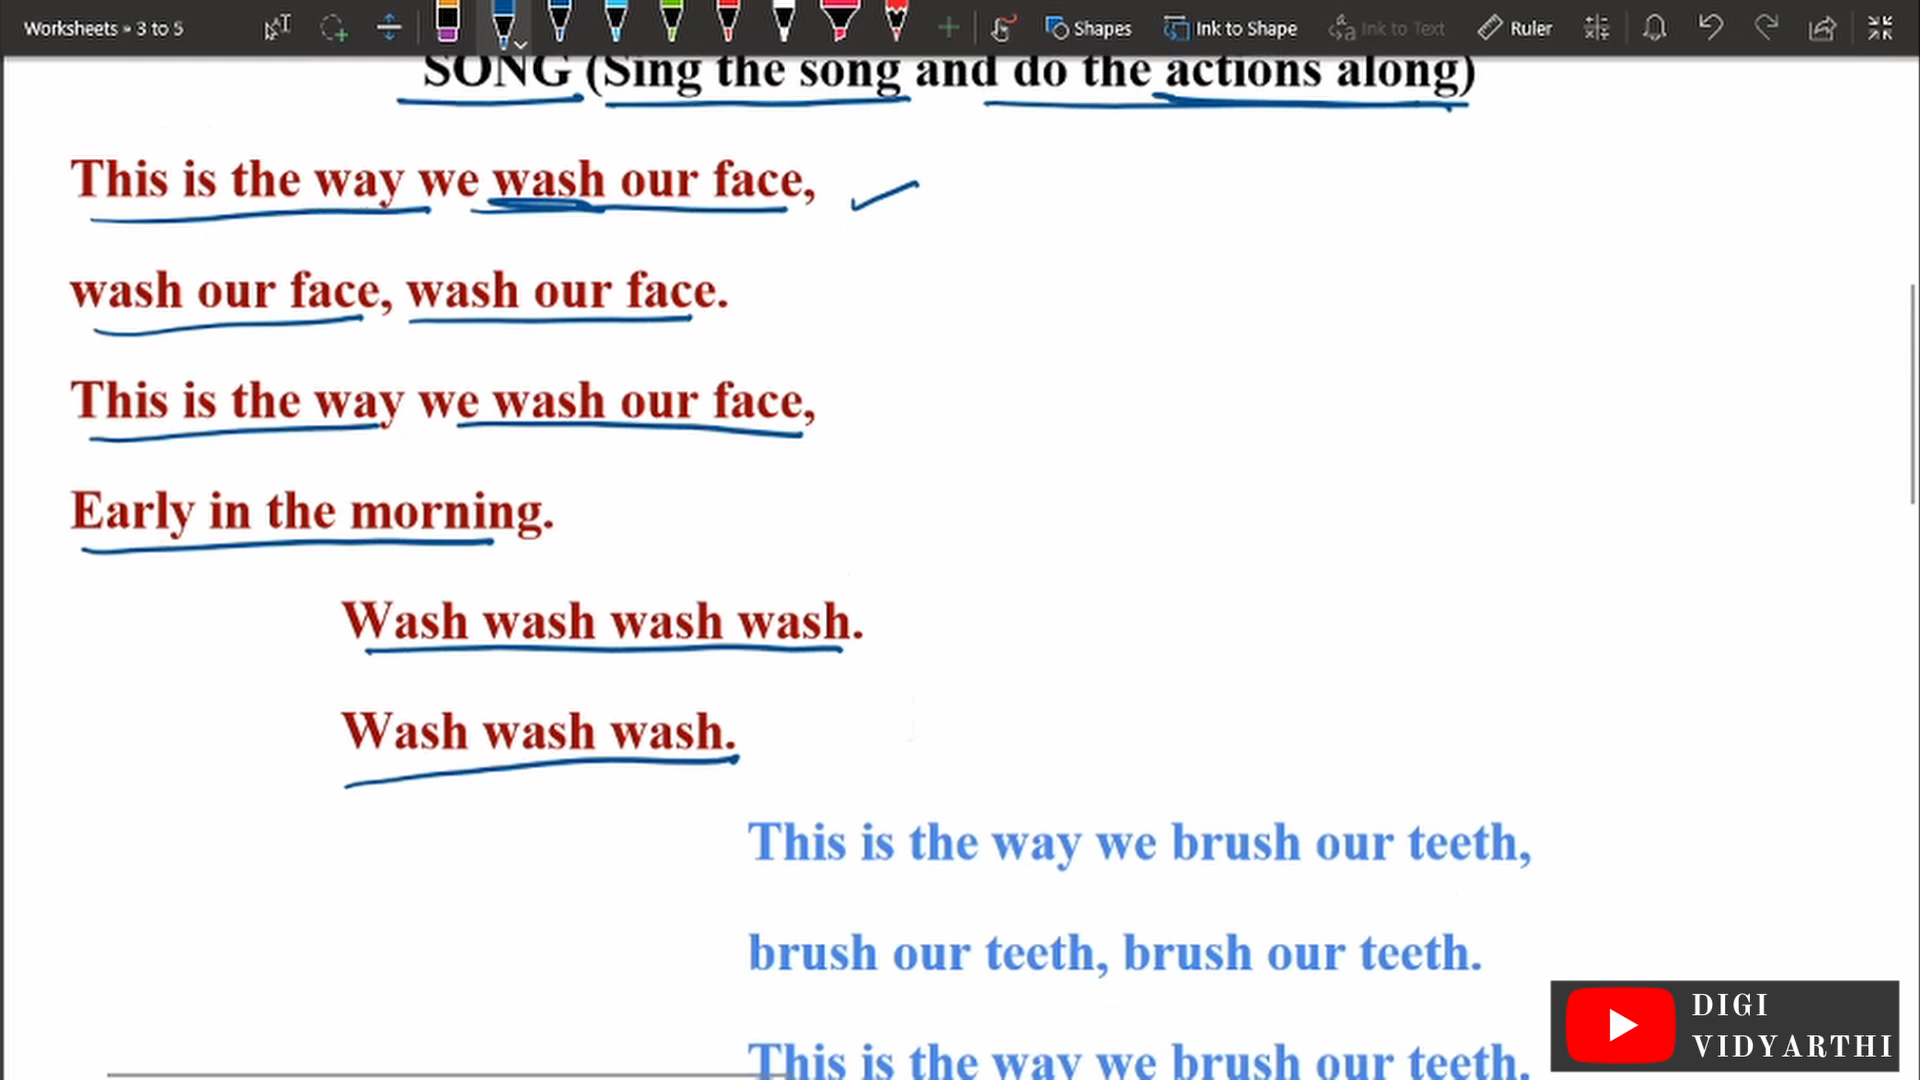 Worksheets - 3 to 5
Shapes
Ink to Shape
Ink to Text
Ruler
SONG (Sing the song and do the actions along)
This is the way we wash our face,
wash our face, wash our face.
This is the way we wash our face,
Early in the morning.
Wash wash wash wash.
Wash wash wash.
This is the way we brush our teeth,
brush our teeth, brush our teeth.
This is the way we brush our teeth,
DIGI
VIDYARTHI